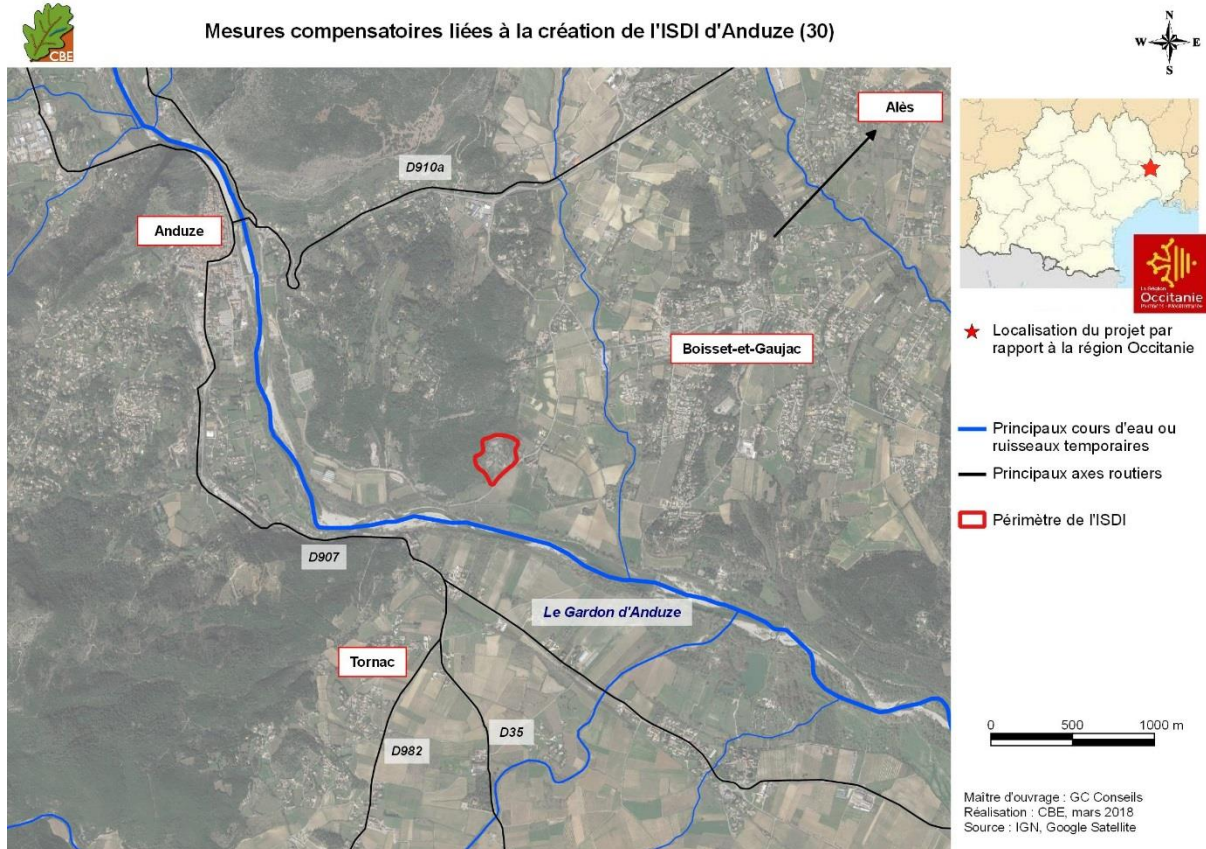 CBE
Mesures compensatoires liées à la création de l'ISDI d'Anduze (30)
N
W
E
S
Alès
D910a
Anduze
Boisset-et-Gaujac
D907
Le Gardon d'Anduze
Tornac
D35
D982
La Région
Occitanie
Pyrénées - Méditerranée
Localisation du projet par
rapport à la région Occitanie
Principaux cours d'eau ou
ruisseaux temporaires
Principaux axes routiers
Périmètre de l'ISDI
0 500 1000 m
Maître d'ouvrage : GC Conseils
Réalisation : CBE, mars 2018
Source : IGN, Google Satellite